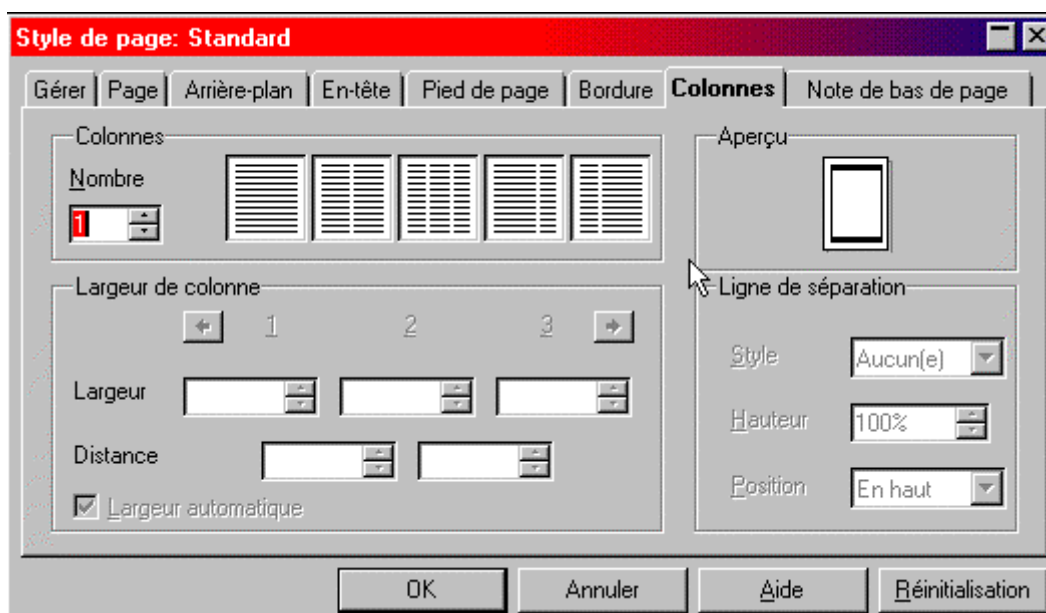 Style de page: Standard
Gérer Page Arrière-plan En-tête Pied de page Bordure Colonnes Note de bas de page
Colonnes
Nombre
1
Aperçu
Largeur de colonne
1 2 3
Largeur
Distance
Largeur automatique
Ligne de séparation
Style Aucun(e)
Hauteur 100%
Position En haut
OK Annuler Aide Réinitialisation